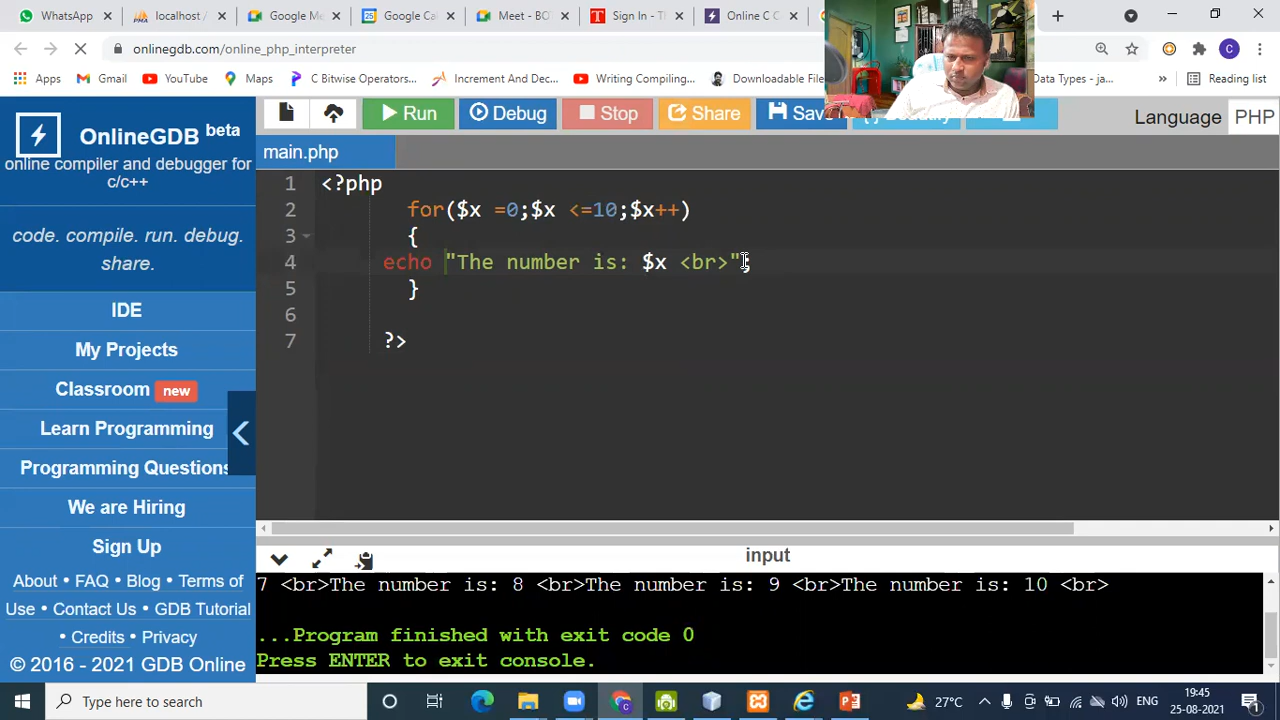 WhatsApp
localhost/
Google Me
Google Cal
Meet: BO
Sign In - Th
Online C C
onlinegdb.com/online_php_interpreter
Apps
Gmail
YouTube
Maps
C Bitwise Operators...
Increment And Dec...
Writing Compiling...
Downloadable
Data Types - ja...
»
Reading list
OnlineGDB beta
online compiler and debugger for
c/c++
code. compile. run. debug.
share.
IDE
My Projects
Classroom new
Learn Programming
Programming Questions
We are Hiring
Sign Up
About • FAQ • Blog • Terms of
Use • Contact Us • GDB Tutorial
• Credits • Privacy
© 2016 - 2021 GDB Online
Run
Debug
Stop
Share
Save
Language
PHP
main.php
1 <?php
2 for($x =0;$x <=10;$x++)
3 {
4 echo "The number is: $x <br>";
5 }
6
7 ?>
input
7 <br>The number is: 8 <br>The number is: 9 <br>The number is: 10 <br>
...Program finished with exit code 0
Press ENTER to exit console.
Type here to search
27°C
19:45
25-08-2021